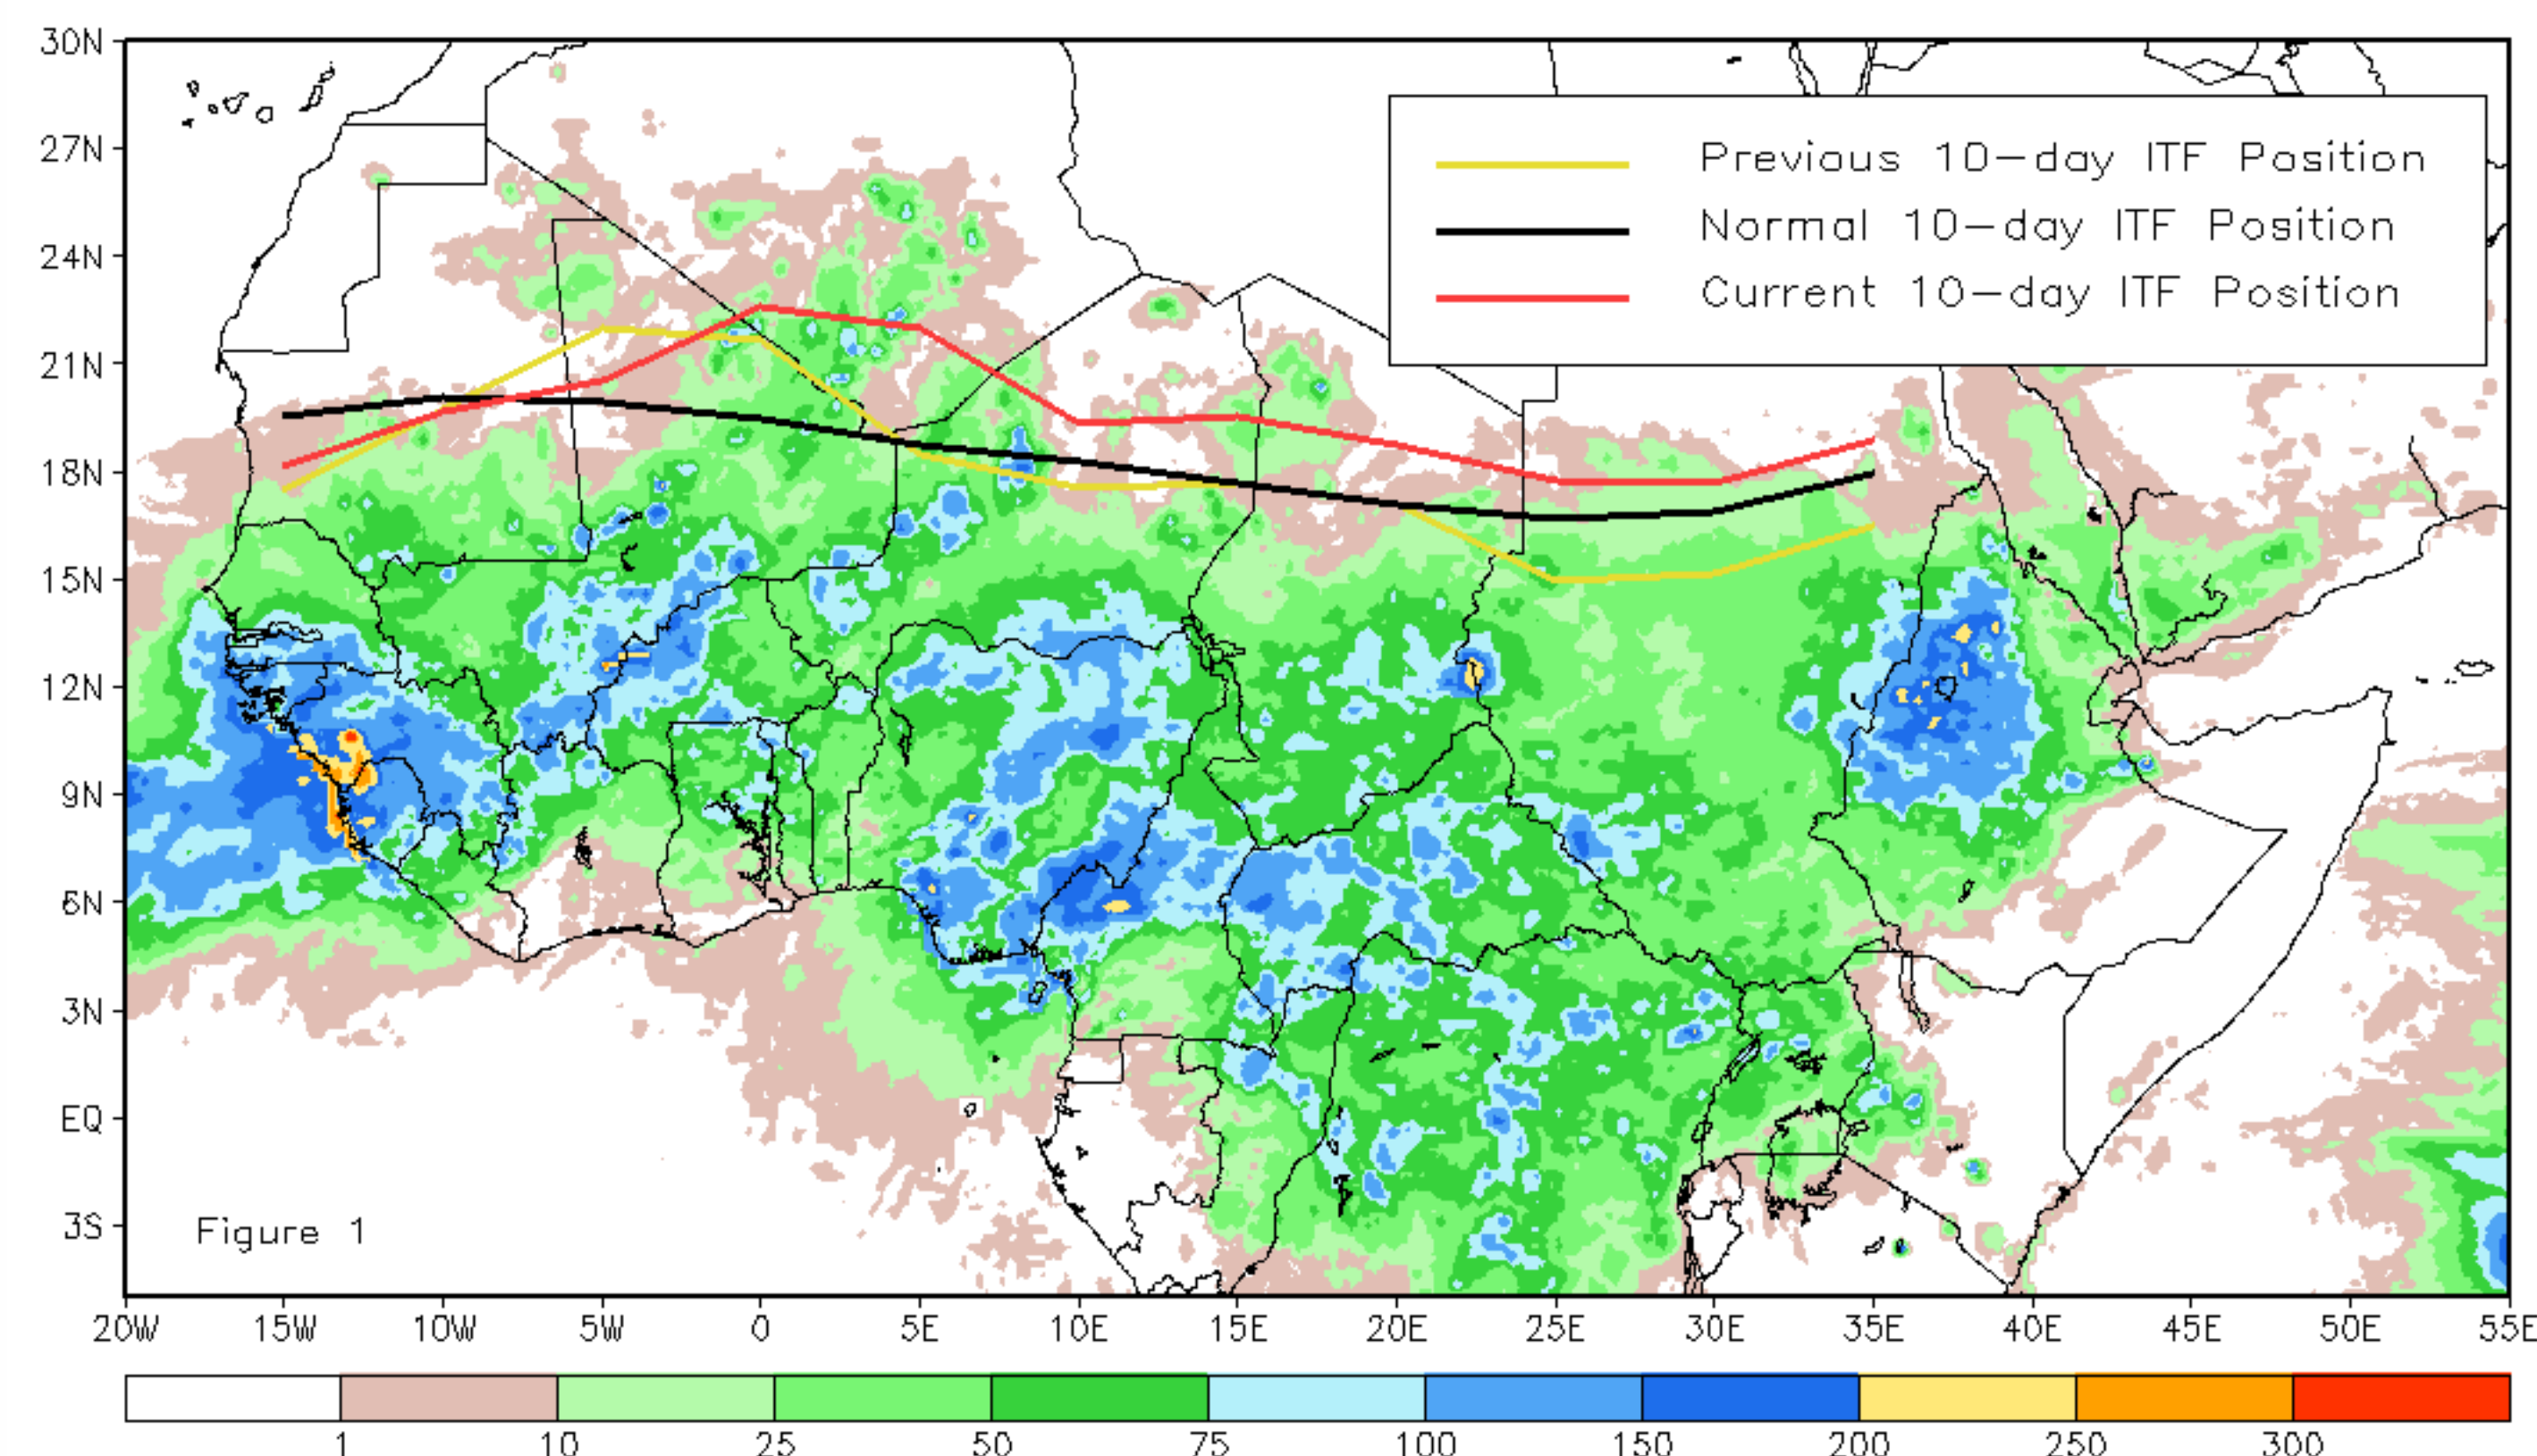 30N
27N
24N
21N
18N
15N
12N
9N
6N
3N
EQ
3S
Previous 10-day ITF Position
Normal 10-day ITF Position
Current 10-day ITF Position
Figure 1
20W 15W 10W 5W 0 5E 10E 15E 20E 25E 30E 35E 40E 45E 50E 55E
1 10 25 50 75 100 150 200 250 300